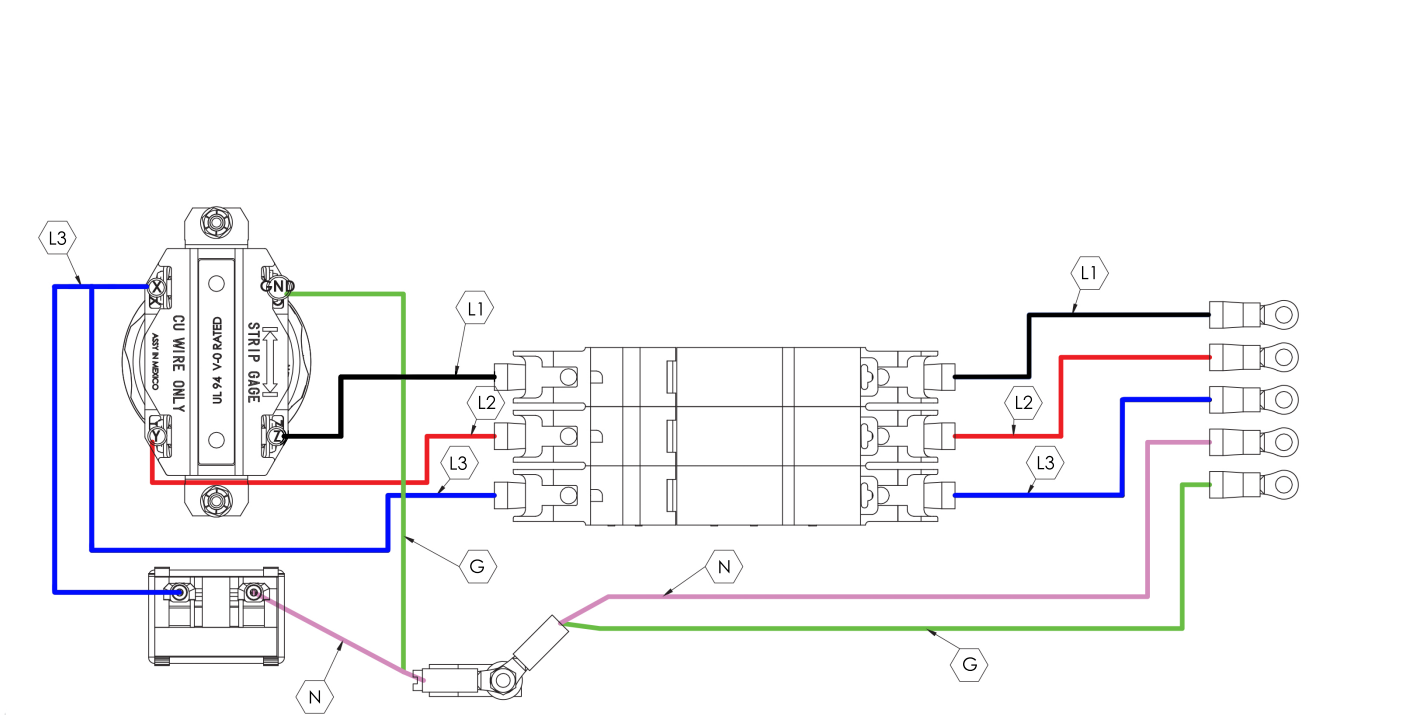 L3
X
X
GND
CU WIRE ONLY
ASSY IN MEXICO
UL 94 V-0 RATED
STRIP GAGE
Y
Z
L1
L2
L3
G
N
L1
L2
L3
N
G